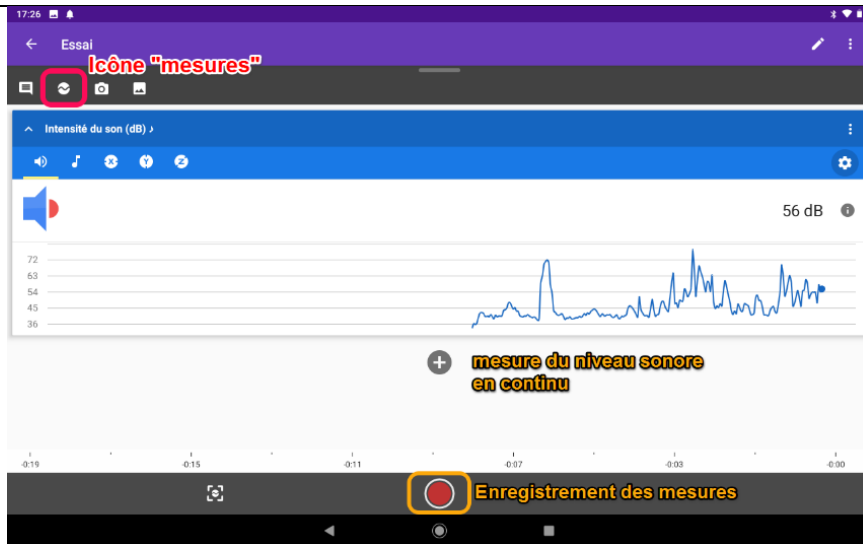 17:26
Essai
Icône "mesures"
Intensité du son (dB) ♪
56 dB
72
63
54
45
36
mesure du niveau sonore
en continu
-0:19 -0:15 -0:11 -0:07 -0:03 -0:00
Enregistrement des mesures